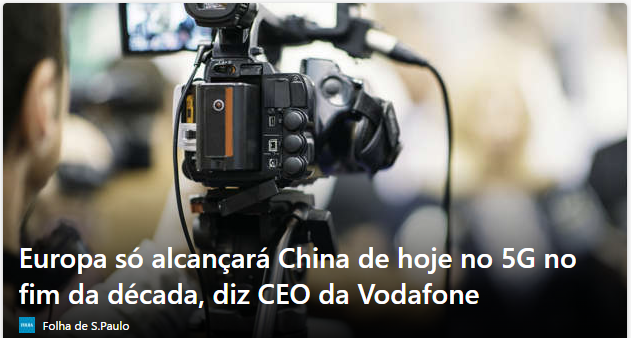 Europa só alcançará China de hoje no 5G no
fim da década, diz CEO da Vodafone
Folha de S.Paulo